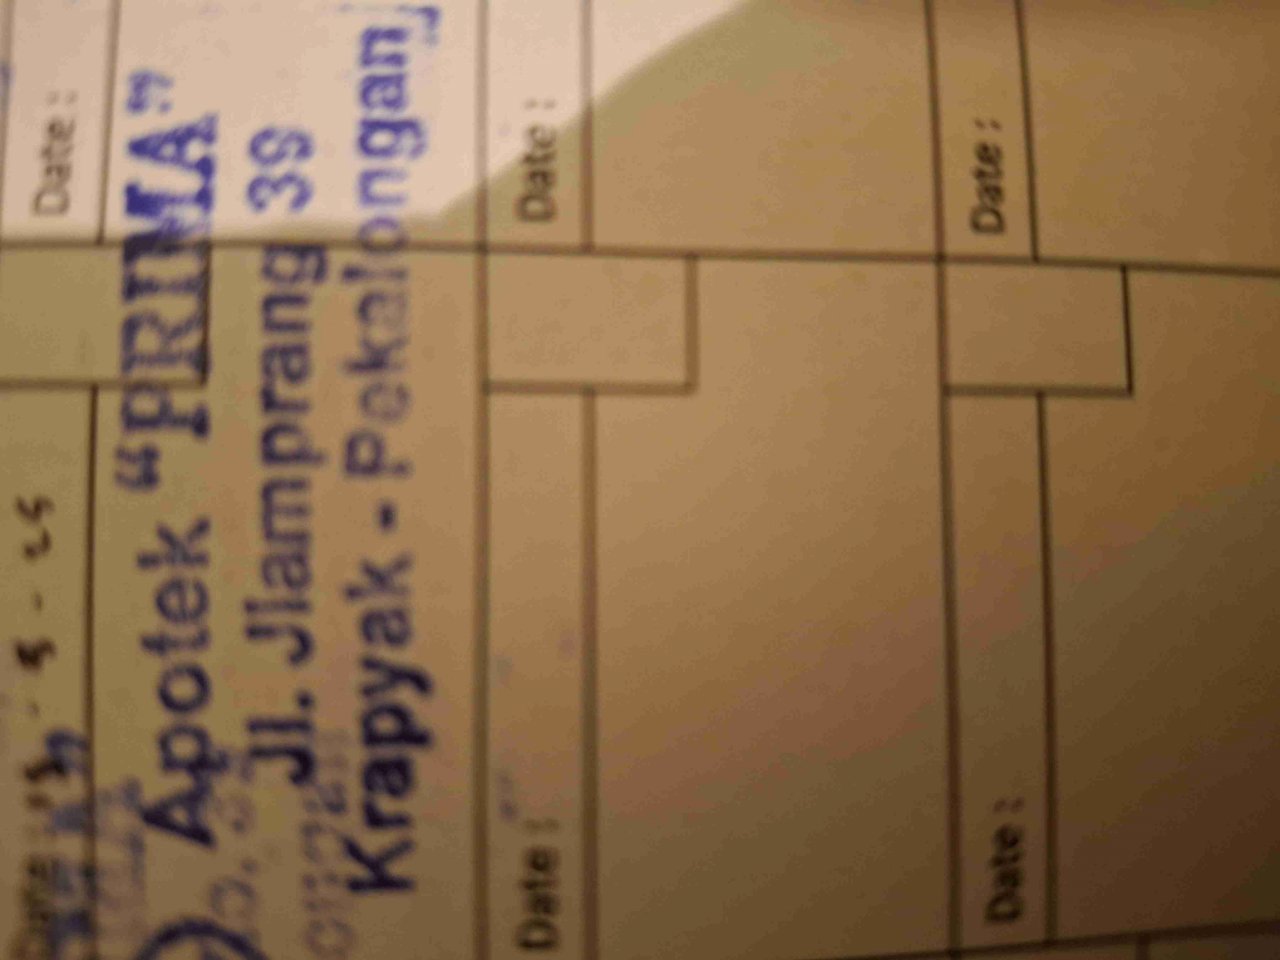 Date :
Date :
Date :
Apotek “PRIMA”
Jl. Jlamprang 39
Krapyak - Pekalongan
Date :
Date :